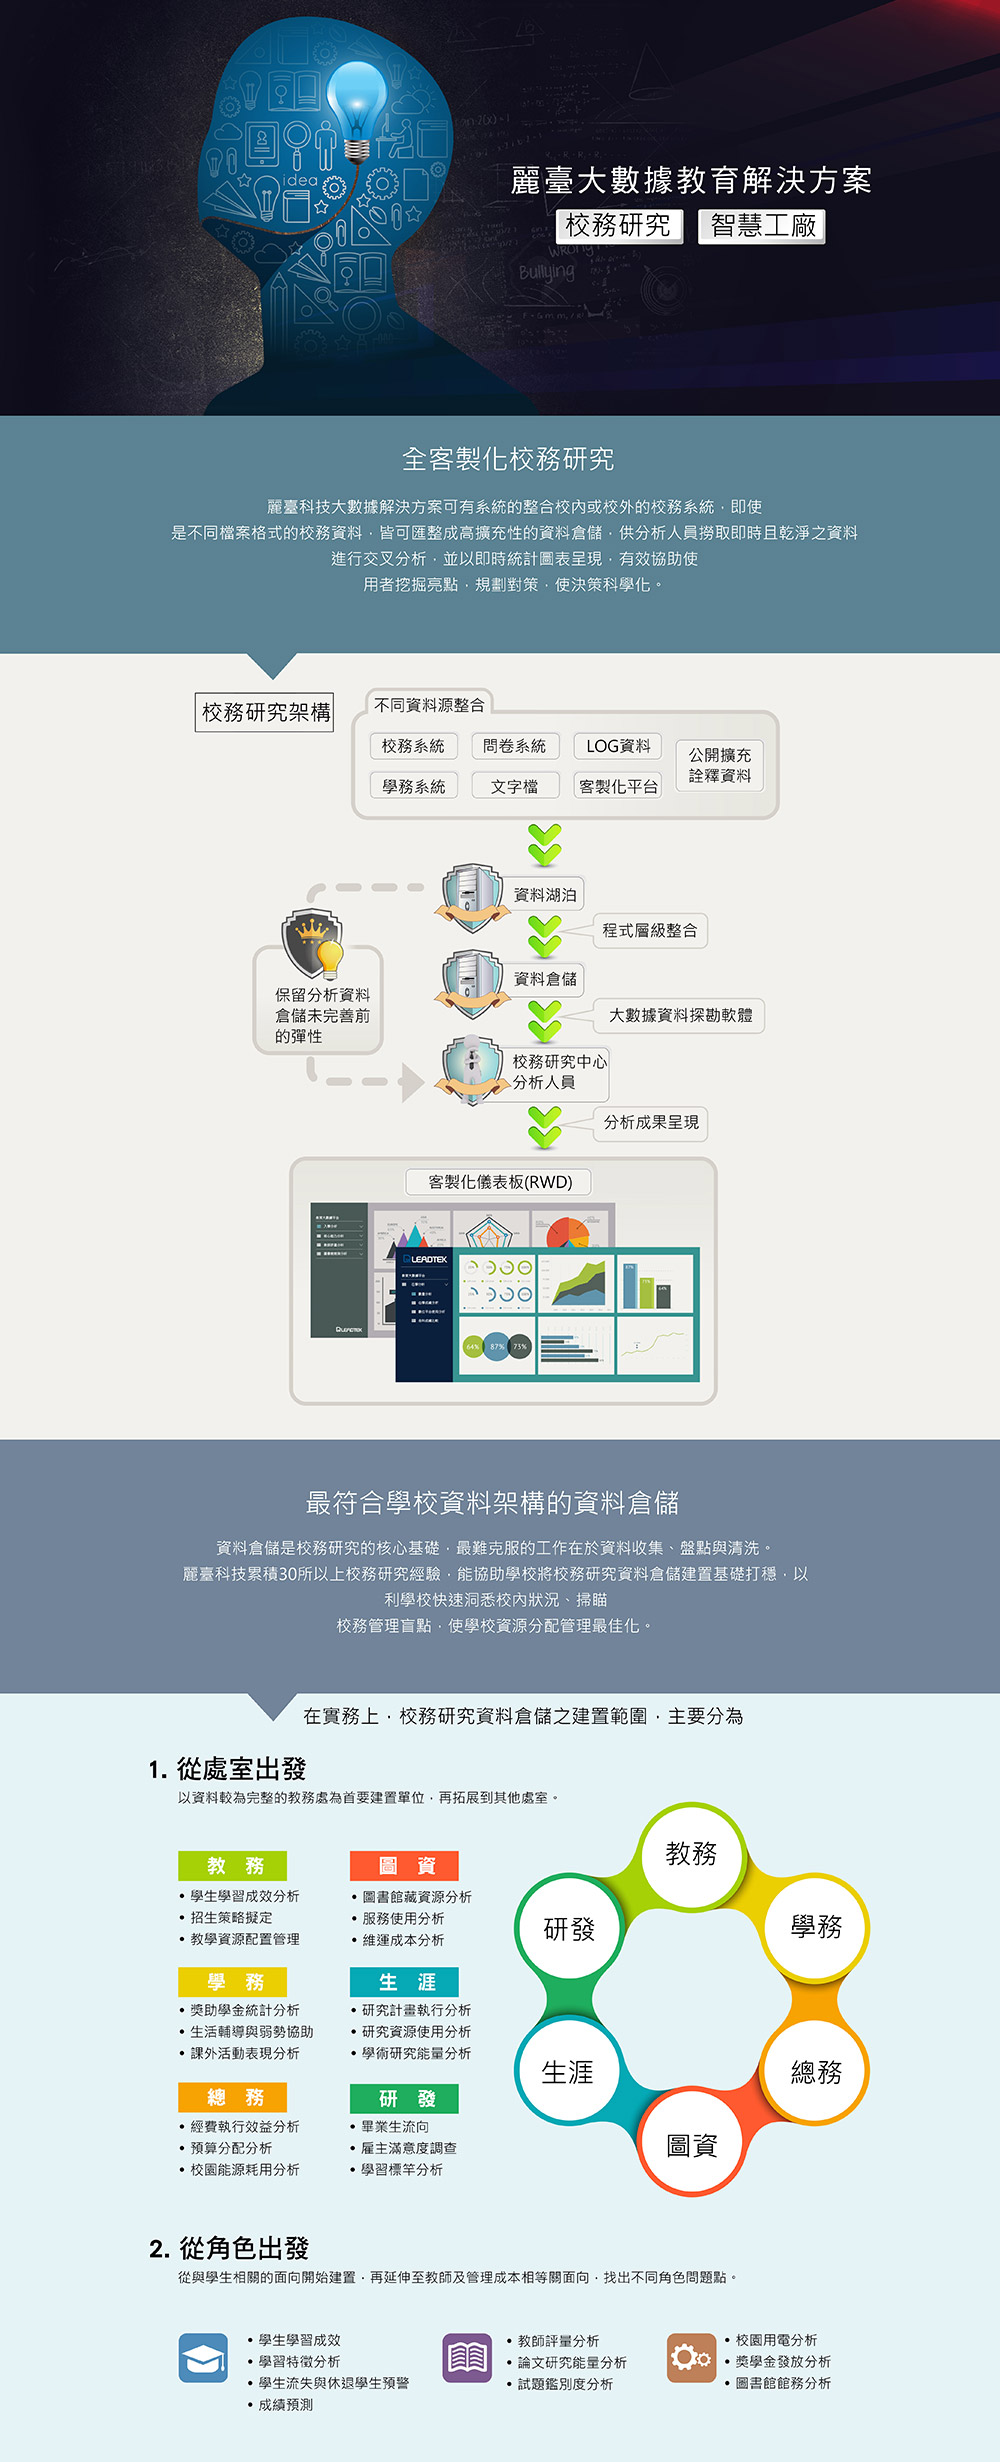 麗臺大數據教育解決方案
校務研究 智慧工廠
idea
Bullying
全客製化校務研究
麗臺科技大數據解決方案可有系統的整合校內或校外的校務系統，即使
是不同檔案格式的校務資料，皆可匯整成高擴充性的資料倉儲，供分析人員撈取即時且乾淨之資料
進行交叉分析，並以即時統計圖表呈現，有效協助使
用者挖掘亮點，規劃對策，使決策科學化。
校務研究架構
不同資料源整合
校務系統 問卷系統 LOG資料
公開擴充
詮釋資料
學務系統 文字檔 客製化平台
資料湖泊
程式層級整合
資料倉儲
保留分析資料
倉儲未完善前
的彈性
大數據資料探勘軟體
校務研究中心
分析人員
分析成果呈現
客製化儀表板(RWD)
LEADTEK
LEADTEK
64% 87% 73%
最符合學校資料架構的資料倉儲
資料倉儲是校務研究的核心基礎，最難克服的工作在於資料收集、盤點與清洗。
麗臺科技累積30所以上校務研究經驗，能協助學校將校務研究資料倉儲建置基礎打穩，以
利學校快速洞悉校內狀況、掃瞄
校務管理盲點，使學校資源分配管理最佳化。
在實務上，校務研究資料倉儲之建置範圍，主要分為
1. 從處室出發
以資料較為完整的教務處為首要建置單位，再拓展到其他處室。
教 務
• 學生學習成效分析
• 招生策略擬定
• 教學資源配置管理
圖 資
• 圖書館藏資源分析
• 服務使用分析
• 維運成本分析
學 務
• 獎助學金統計分析
• 生活輔導與弱勢協助
• 課外活動表現分析
生 涯
• 研究計畫執行分析
• 研究資源使用分析
• 學術研究能量分析
總 務
• 經費執行效益分析
• 預算分配分析
• 校園能源耗用分析
研 發
• 畢業生流向
• 雇主滿意度調查
• 學習標竿分析
教務
研發
學務
生涯
總務
圖資
2. 從角色出發
從與學生相關的面向開始建置，再延伸至教師及管理成本相等關面向，找出不同角色問題點。
• 學生學習成效
• 學習特徵分析
• 學生流失與休退學生預警
• 成績預測
• 教師評量分析
• 論文研究能量分析
• 試題鑑別度分析
• 校園用電分析
• 獎學金發放分析
• 圖書館館務分析